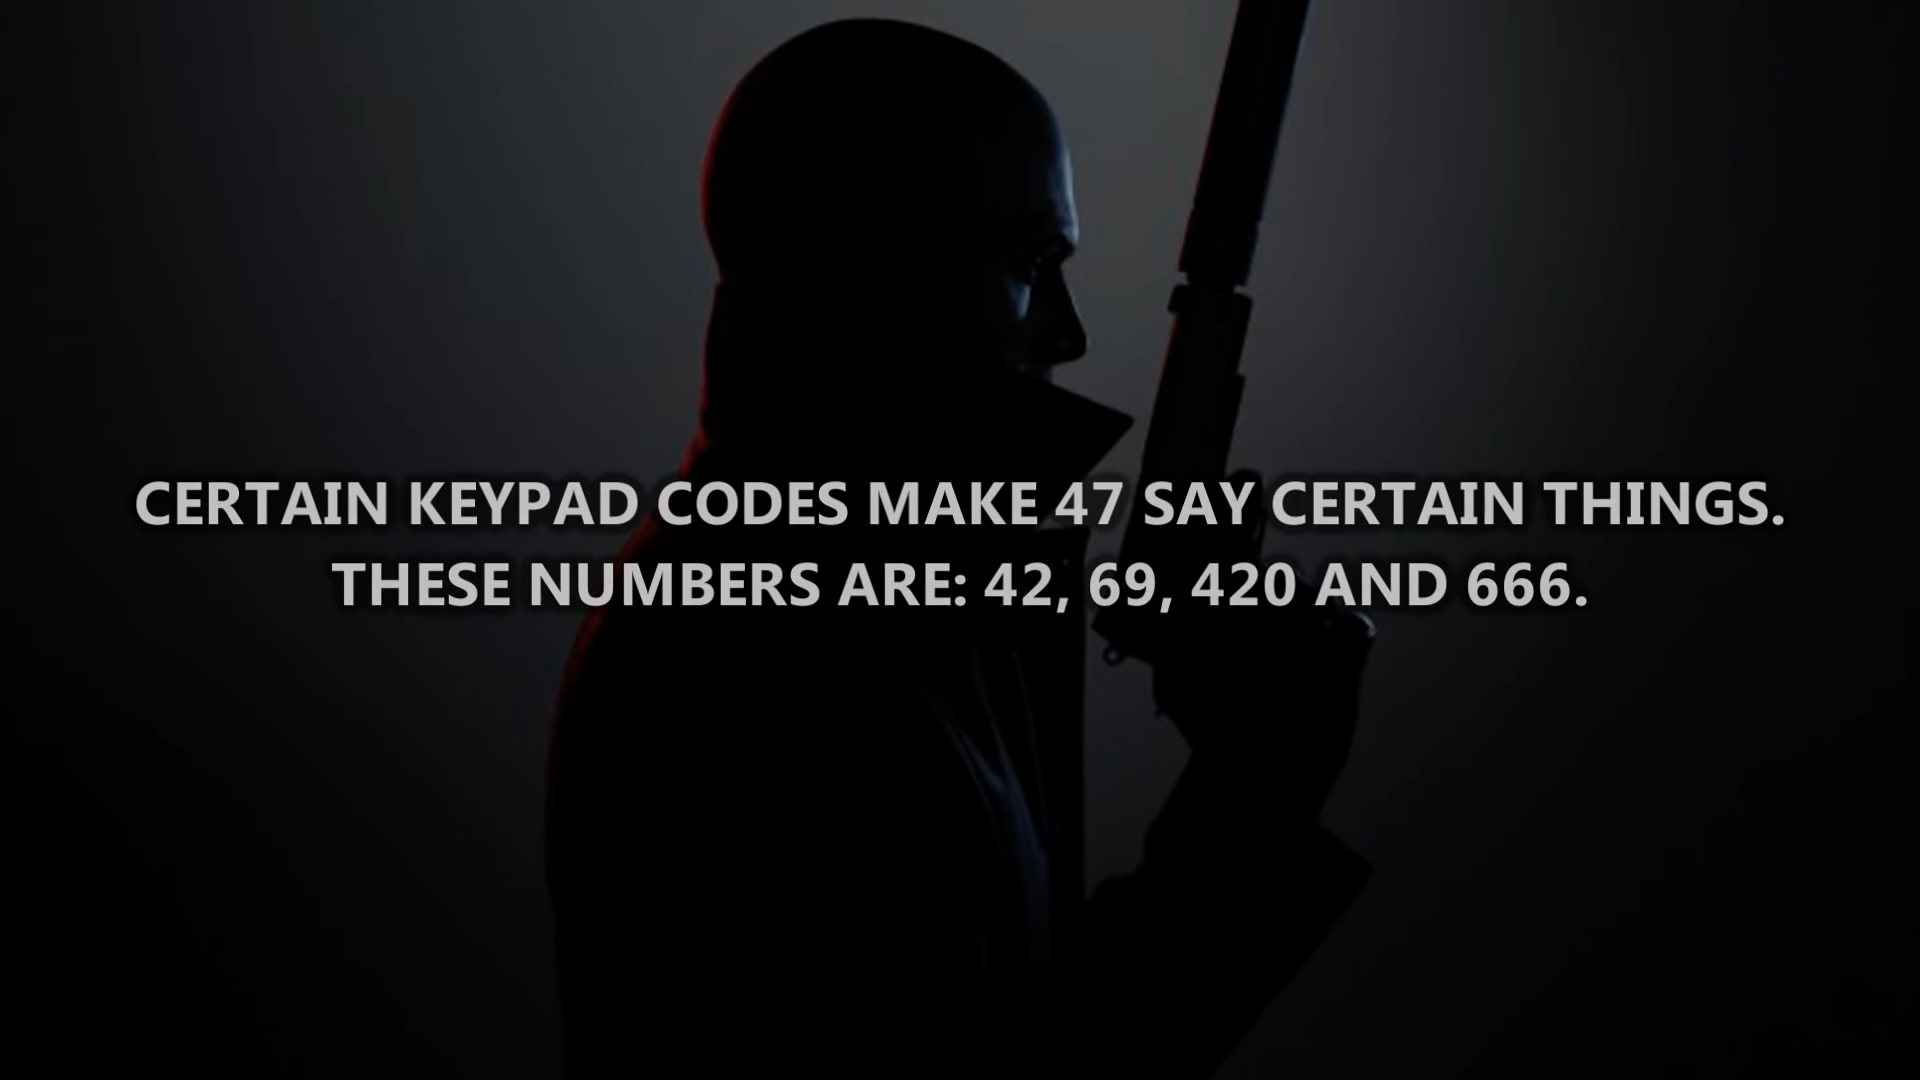 CERTAIN KEYPAD CODES MAKE 47 SAY CERTAIN THINGS.
THESE NUMBERS ARE: 42, 69, 420 AND 666.